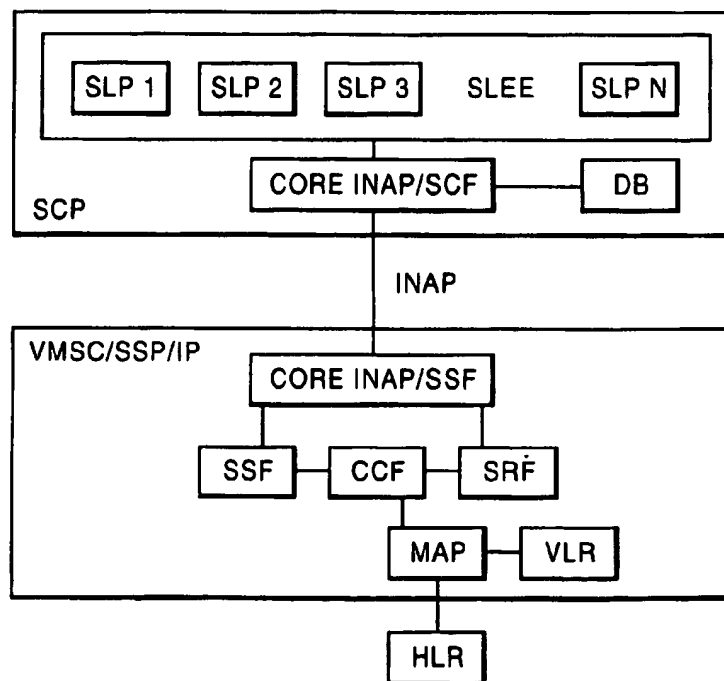 SLP 1 SLP 2 SLP 3 SLEE SLP N
CORE INAP/SCF DB
SCP
INAP
VMSC/SSP/IP
CORE INAP/SSF
SSF CCF SRF
MAP VLR
HLR